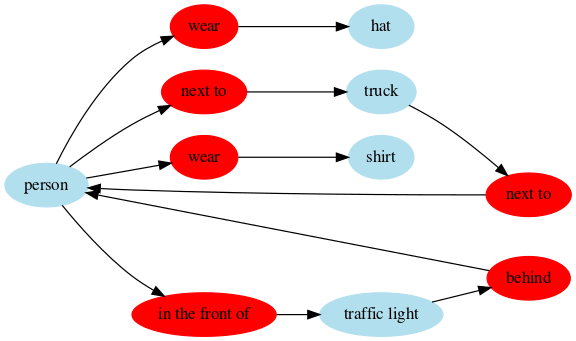 wear
hat
next to
truck
wear
shirt
person
next to
behind
in the front of
traffic light